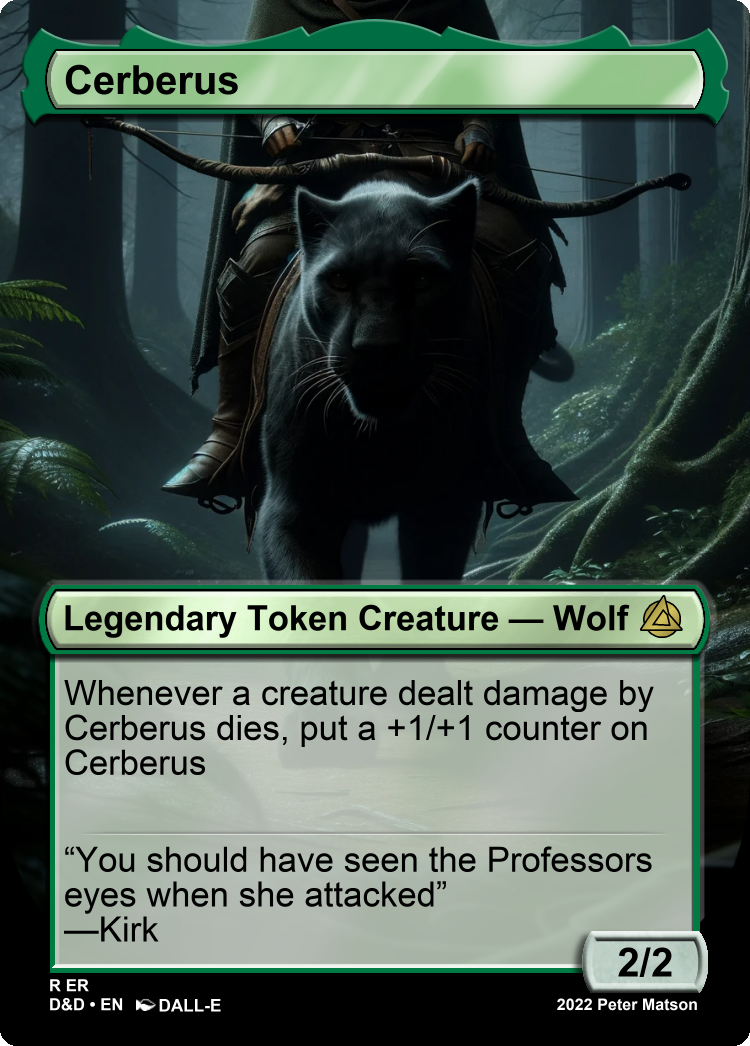 Cerberus
Legendary Token Creature — Wolf
Whenever a creature dealt damage by
Cerberus dies, put a +1/+1 counter on
Cerberus
“You should have seen the Professors
eyes when she attacked”
—Kirk
2/2
R ER
D&D • EN DALL-E
2022 Peter Matson